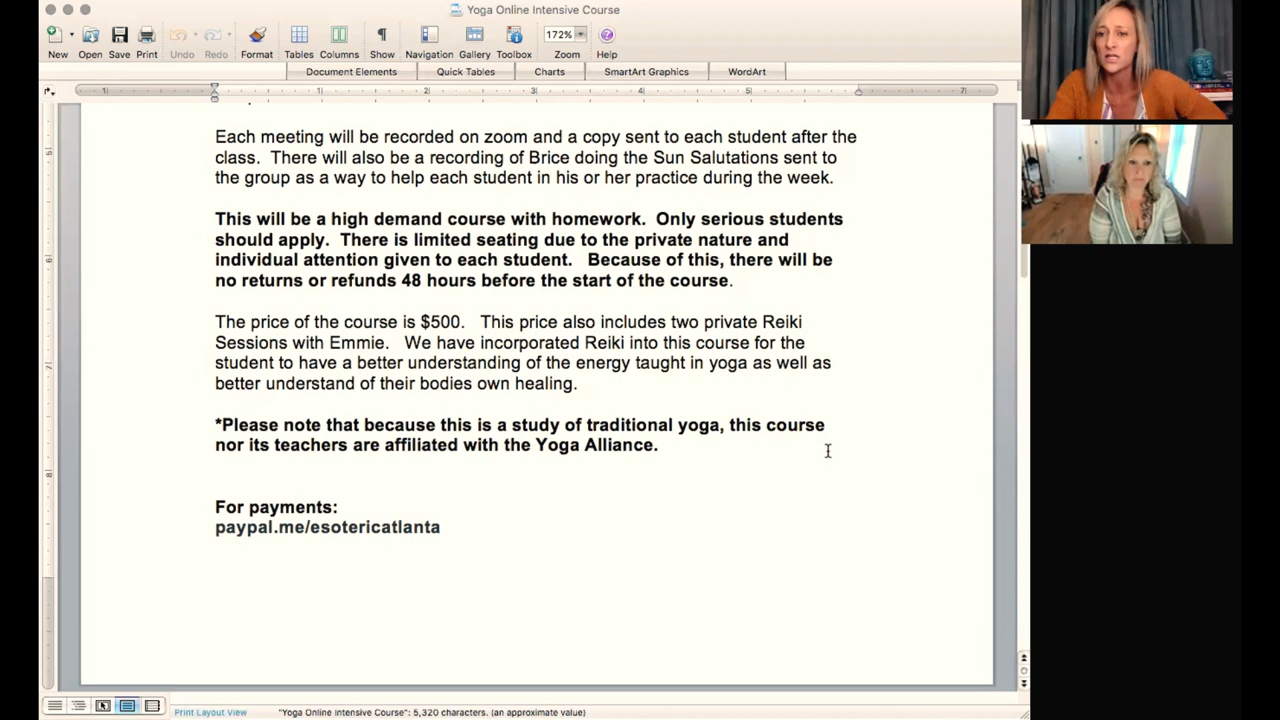 Yoga Online Intensive Course
New Open Save Print Undo Redo Format Tables Columns Show Navigation Gallery Toolbox Zoom Help
172%
Document Elements Quick Tables Charts SmartArt Graphics WordArt
Each meeting will be recorded on zoom and a copy sent to each student after the
class. There will also be a recording of Brice doing the Sun Salutations sent to
the group as a way to help each student in his or her practice during the week.
This will be a high demand course with homework. Only serious students
should apply. There is limited seating due to the private nature and
individual attention given to each student. Because of this, there will be
no returns or refunds 48 hours before the start of the course.
The price of the course is $500. This price also includes two private Reiki
Sessions with Emmie. We have incorporated Reiki into this course for the
student to have a better understanding of the energy taught in yoga as well as
better understand of their bodies own healing.
*Please note that because this is a study of traditional yoga, this course
nor its teachers are affiliated with the Yoga Alliance.
For payments:
paypal.me/esotericatlanta
Print Layout View "Yoga Online Intensive Course": 5,320 characters. (an approximate value)